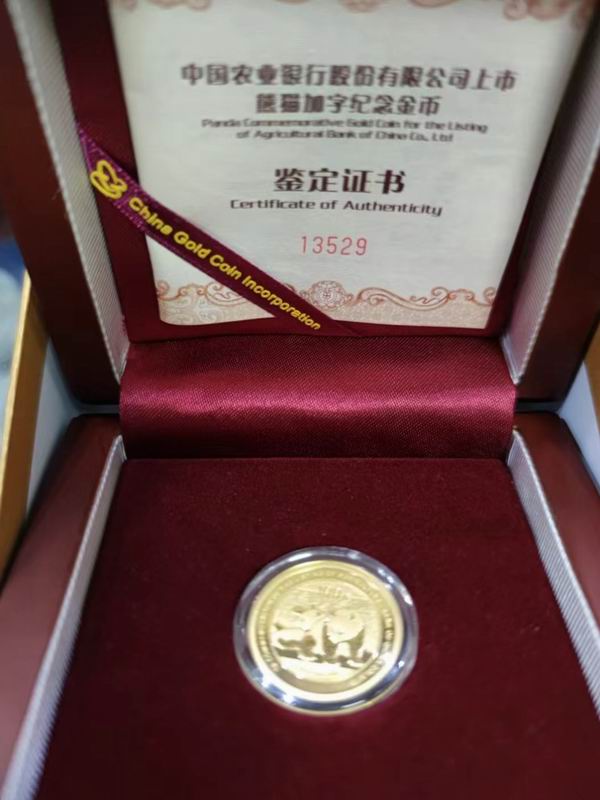 中国农业银行股份有限公司上市
熊猫加字纪念金币
Panda Commemorative Gold Coin for the Listing
of Agricultural Bank of China Co., Ltd
鉴定证书
Certificate of Authenticity
13529
China Gold Coin Incorporation